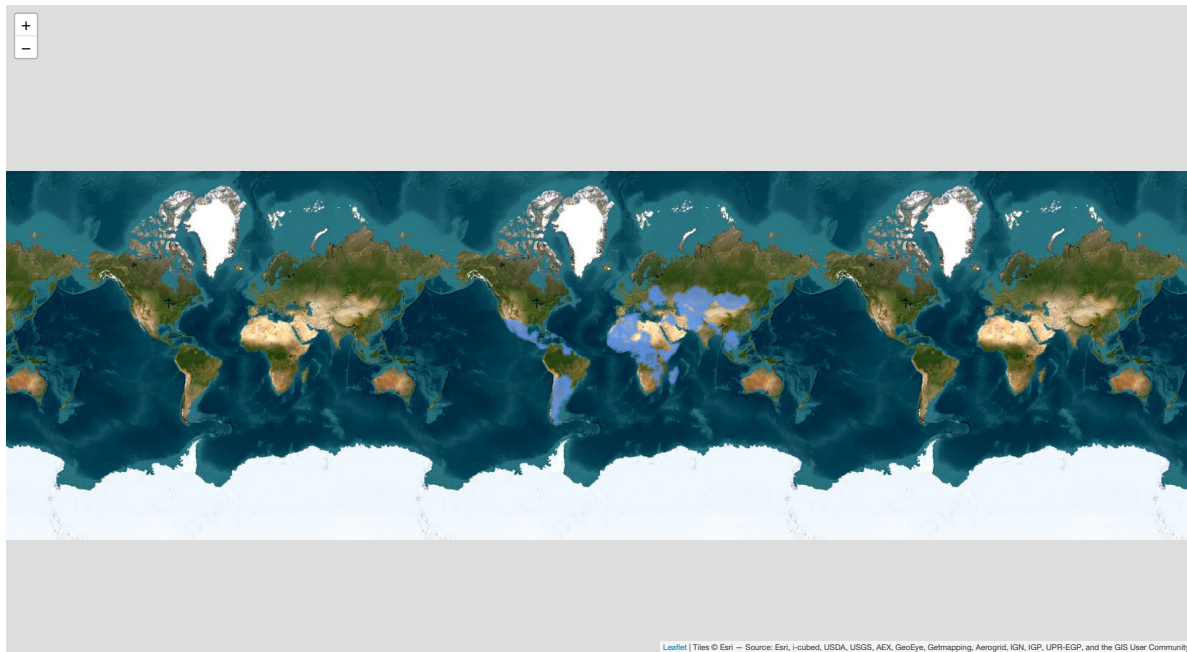 +
−
Leaflet | Tiles © Esri — Source: Esri, i-cubed, USDA, USGS, AEX, GeoEye, Getmapping, Aerogrid, IGN, IGP, UPR-EGP, and the GIS User Community